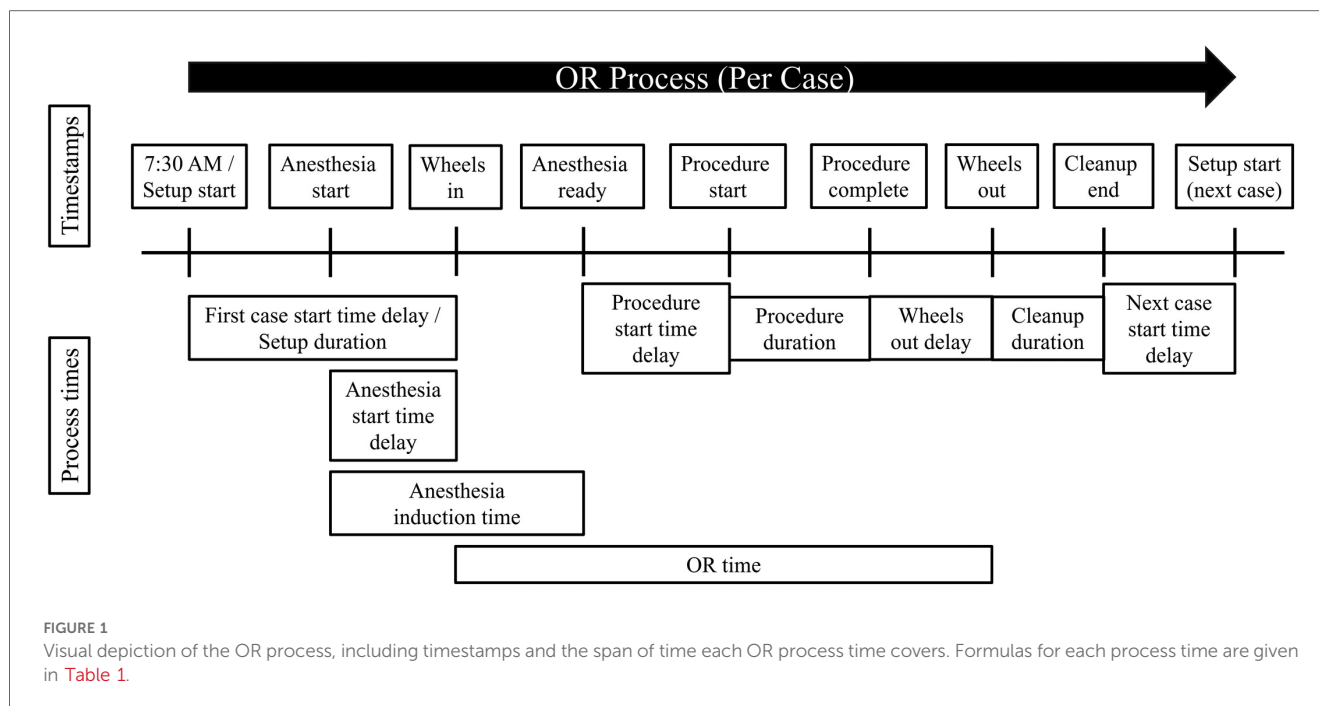 OR Process (Per Case)
Timestamps
7:30 AM /
Setup start
Anesthesia
start
Wheels
in
Anesthesia
ready
Procedure
start
Procedure
complete
Wheels
out
Cleanup
end
Setup start
(next case)
Process times
First case start time delay /
Setup duration
Procedure
start time
delay
Procedure
duration
Wheels
out delay
Cleanup
duration
Next case
start time
delay
Anesthesia
start time
delay
Anesthesia
induction time
OR time
FIGURE 1
Visual depiction of the OR process, including timestamps and the span of time each OR process time covers. Formulas for each process time are given
in Table 1.